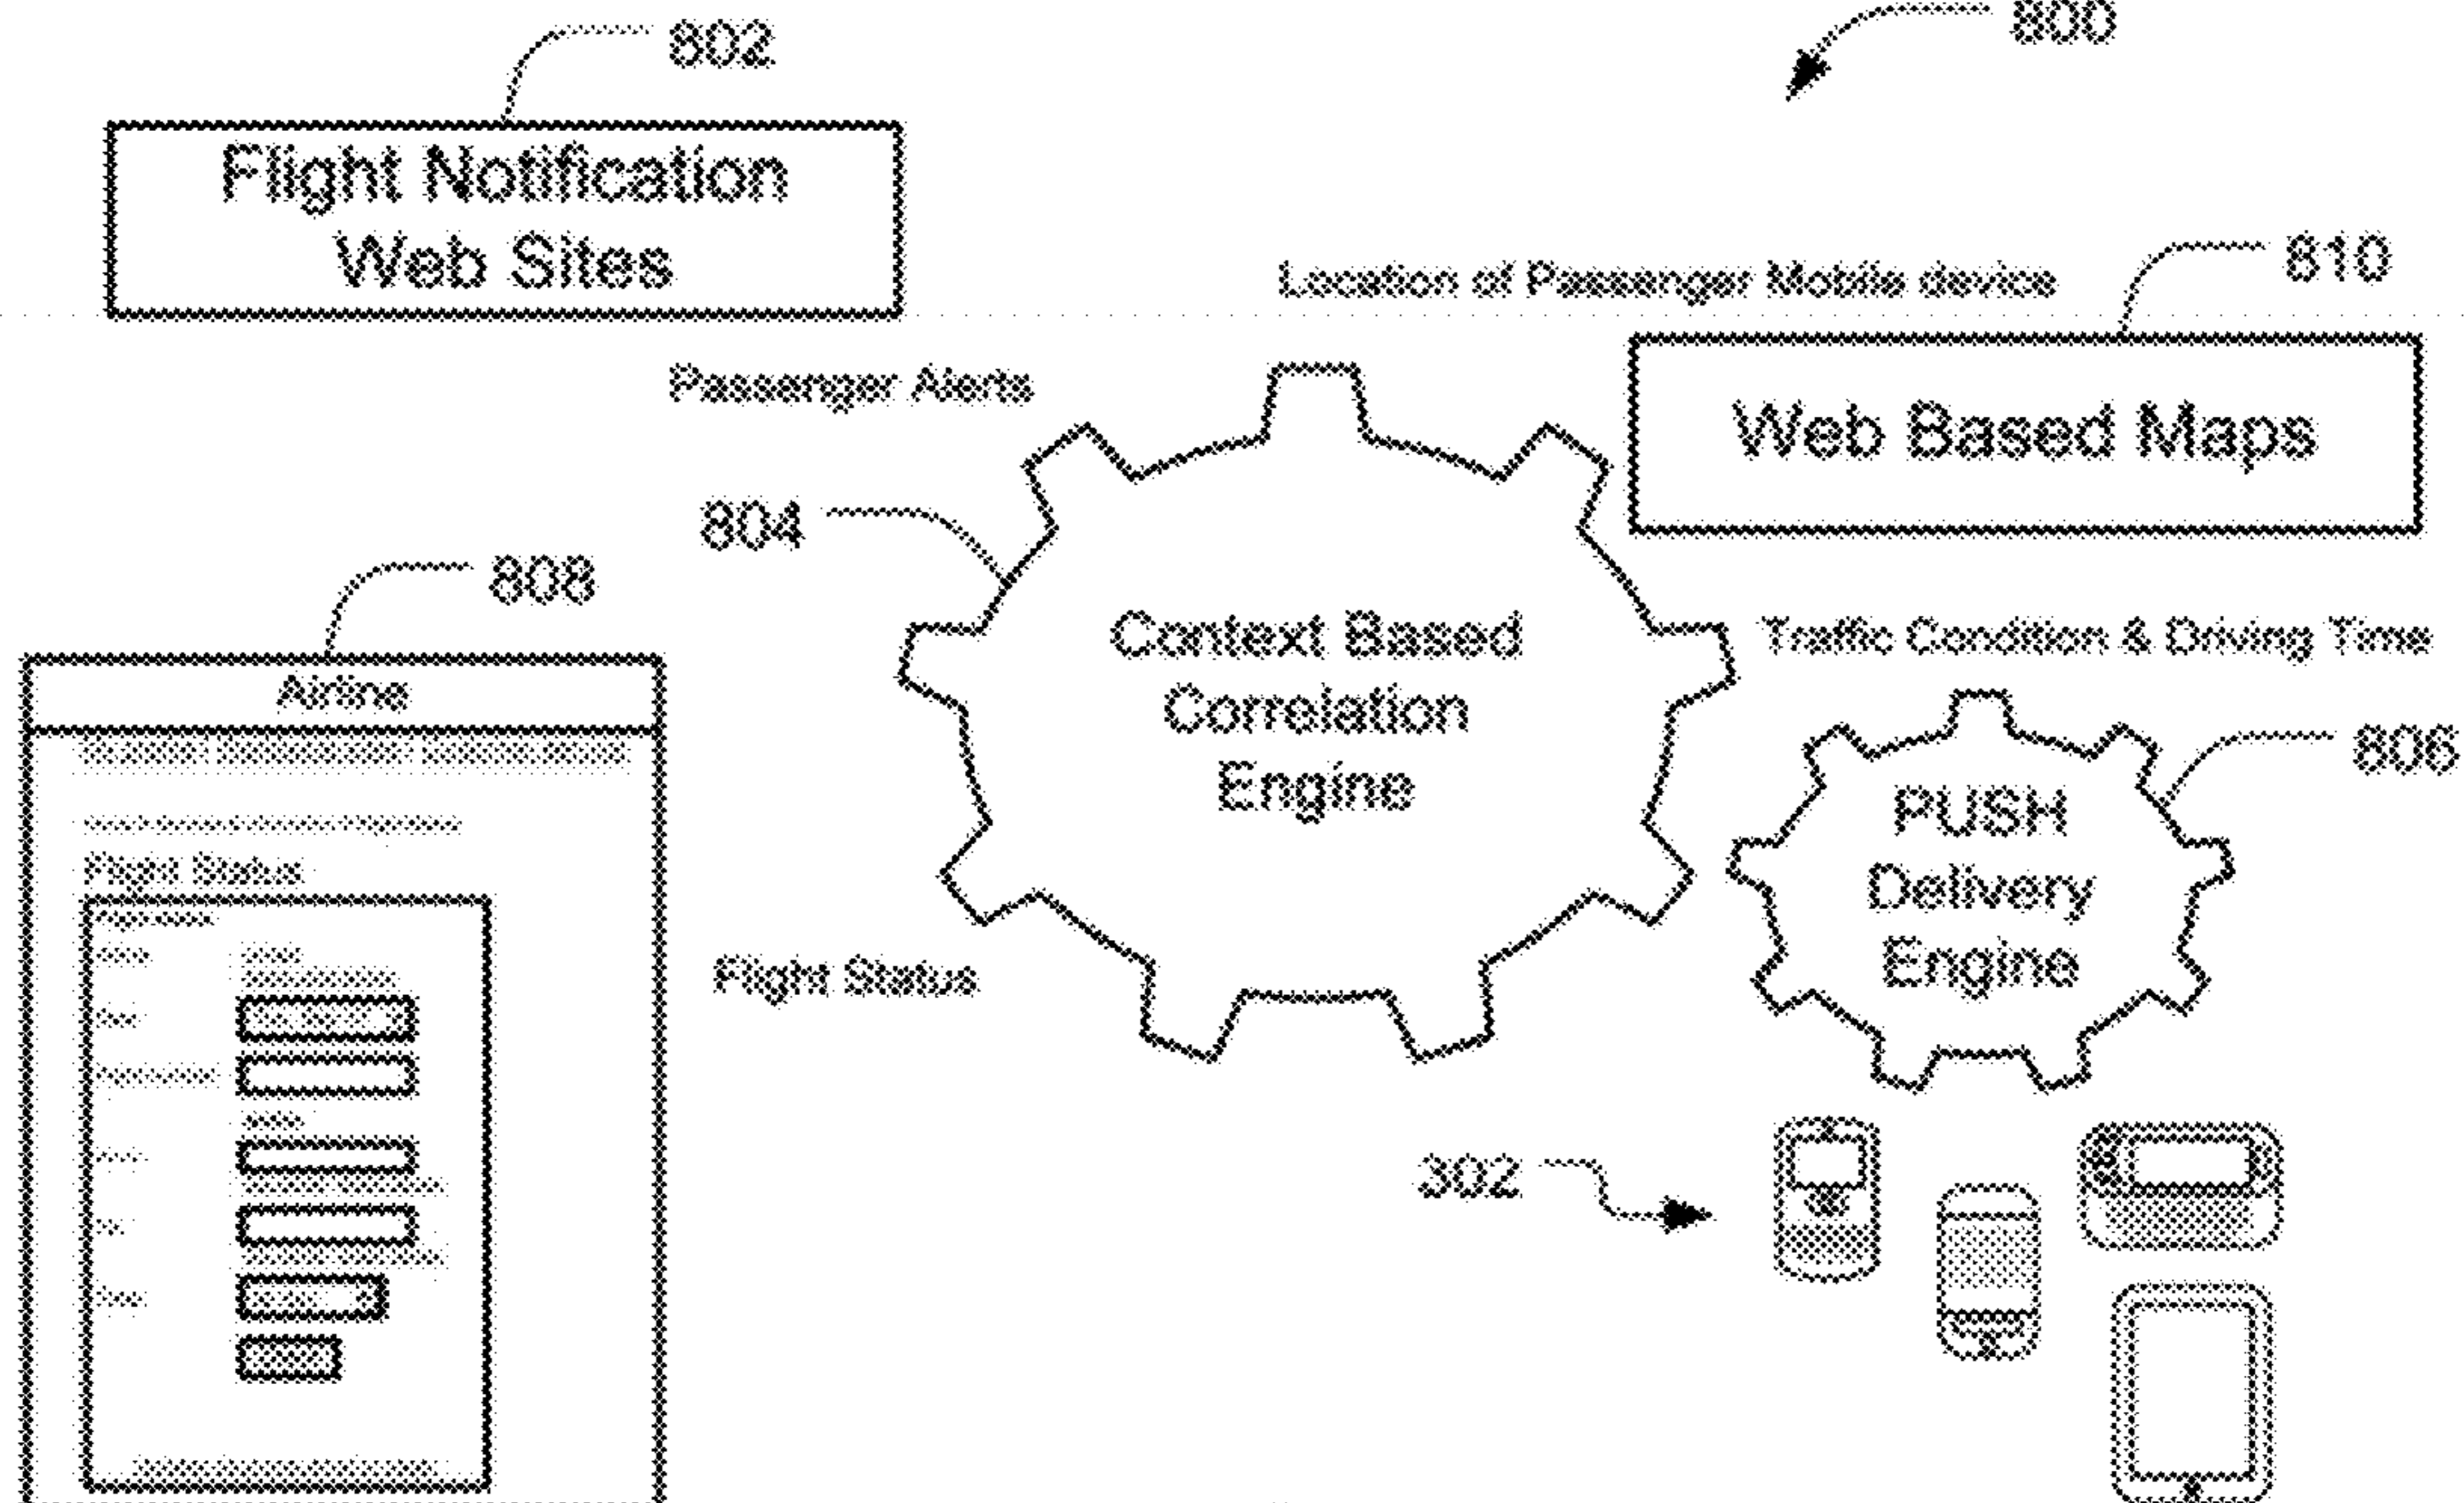 800
802
Flight Notification
Web Sites
810
Location of Passenger Mobile device
Passenger Alerts
Web Based Maps
804
808
Context Based
Correlation
Engine
Traffic Condition & Driving Time
Airline
806
PUSH
Delivery
Engine
Flight Status
Flight Status
302